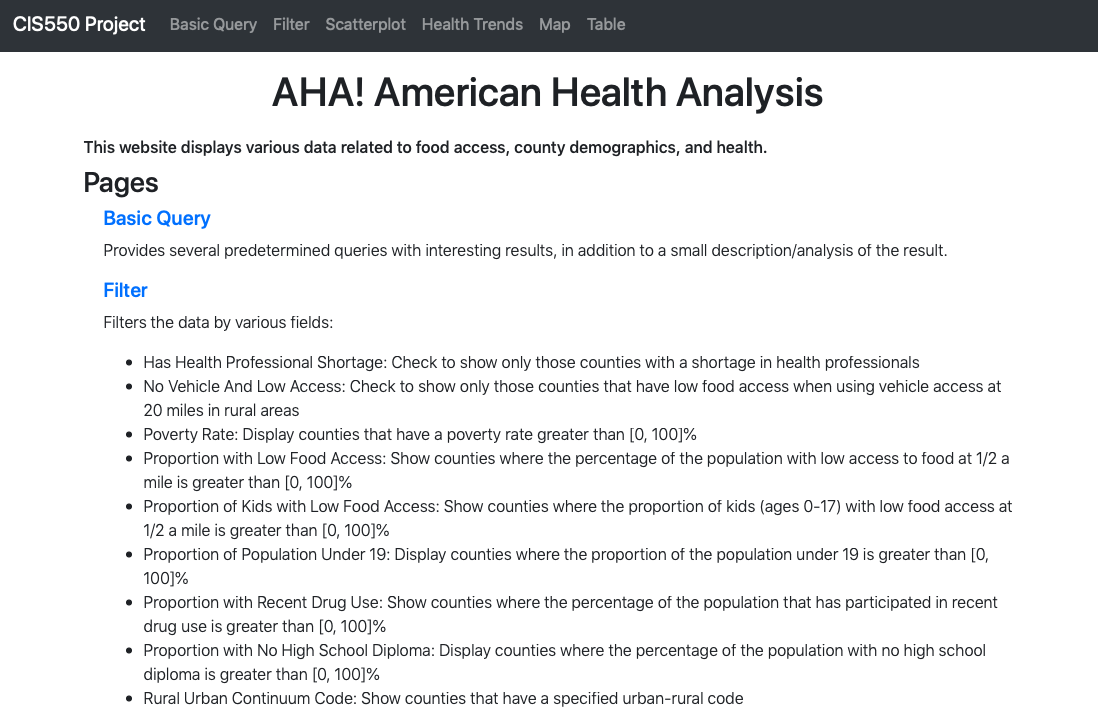 CIS550 Project Basic Query Filter Scatterplot Health Trends Map Table
AHA! American Health Analysis
This website displays various data related to food access, county demographics, and health.
Pages
Basic Query
Provides several predetermined queries with interesting results, in addition to a small description/analysis of the result.
Filter
Filters the data by various fields:
• Has Health Professional Shortage: Check to show only those counties with a shortage in health professionals
• No Vehicle And Low Access: Check to show only those counties that have low food access when using vehicle access at
20 miles in rural areas
• Poverty Rate: Display counties that have a poverty rate greater than [0, 100]%
• Proportion with Low Food Access: Show counties where the percentage of the population with low access to food at 1/2 a
mile is greater than [0, 100]%
• Proportion of Kids with Low Food Access: Show counties where the proportion of kids (ages 0-17) with low food access at
1/2 a mile is greater than [0, 100]%
• Proportion of Population Under 19: Display counties where the proportion of the population under 19 is greater than [0,
100]%
• Proportion with Recent Drug Use: Show counties where the percentage of the population that has participated in recent
drug use is greater than [0, 100]%
• Proportion with No High School Diploma: Display counties where the percentage of the population with no high school
diploma is greater than [0, 100]%
• Rural Urban Continuum Code: Show counties that have a specified urban-rural code